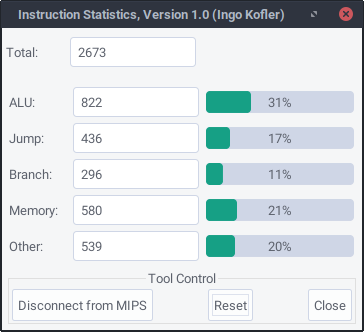 Instruction Statistics, Version 1.0 (Ingo Kofler)
Total: 2673
ALU: 822 31%
Jump: 436 17%
Branch: 296 11%
Memory: 580 21%
Other: 539 20%
Tool Control
Disconnect from MIPS Reset Close